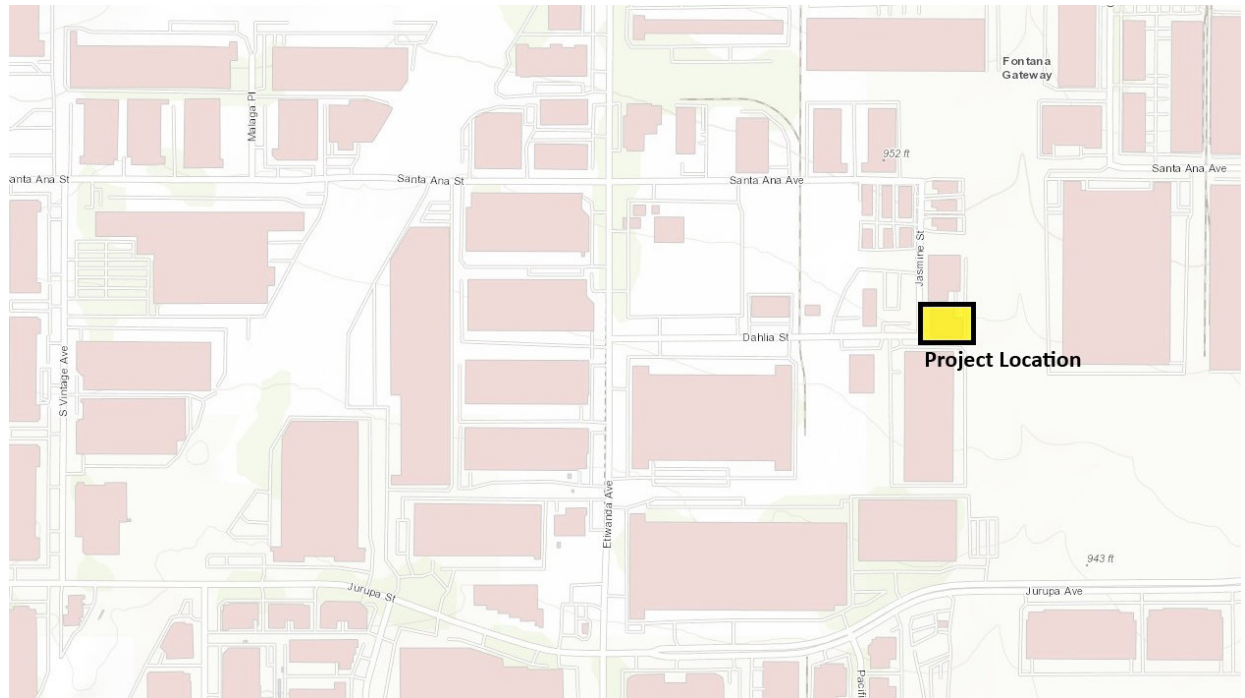 Malaga Pl
Fontana
Gateway
952 ft
Santa Ana Ave
anta Ana St
Santa Ana St
Santa Ana Ave
Jasmine St
Dahlia St
Project Location
S Vintage Ave
Etiwanda Ave
943 ft
Jurupa St
Jurupa Ave
Pacifi